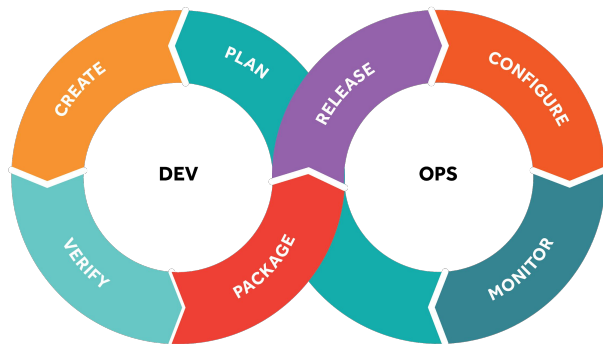 PLAN
CREATE
RELEASE
CONFIGURE
DEV
OPS
VERIFY
PACKAGE
MONITOR